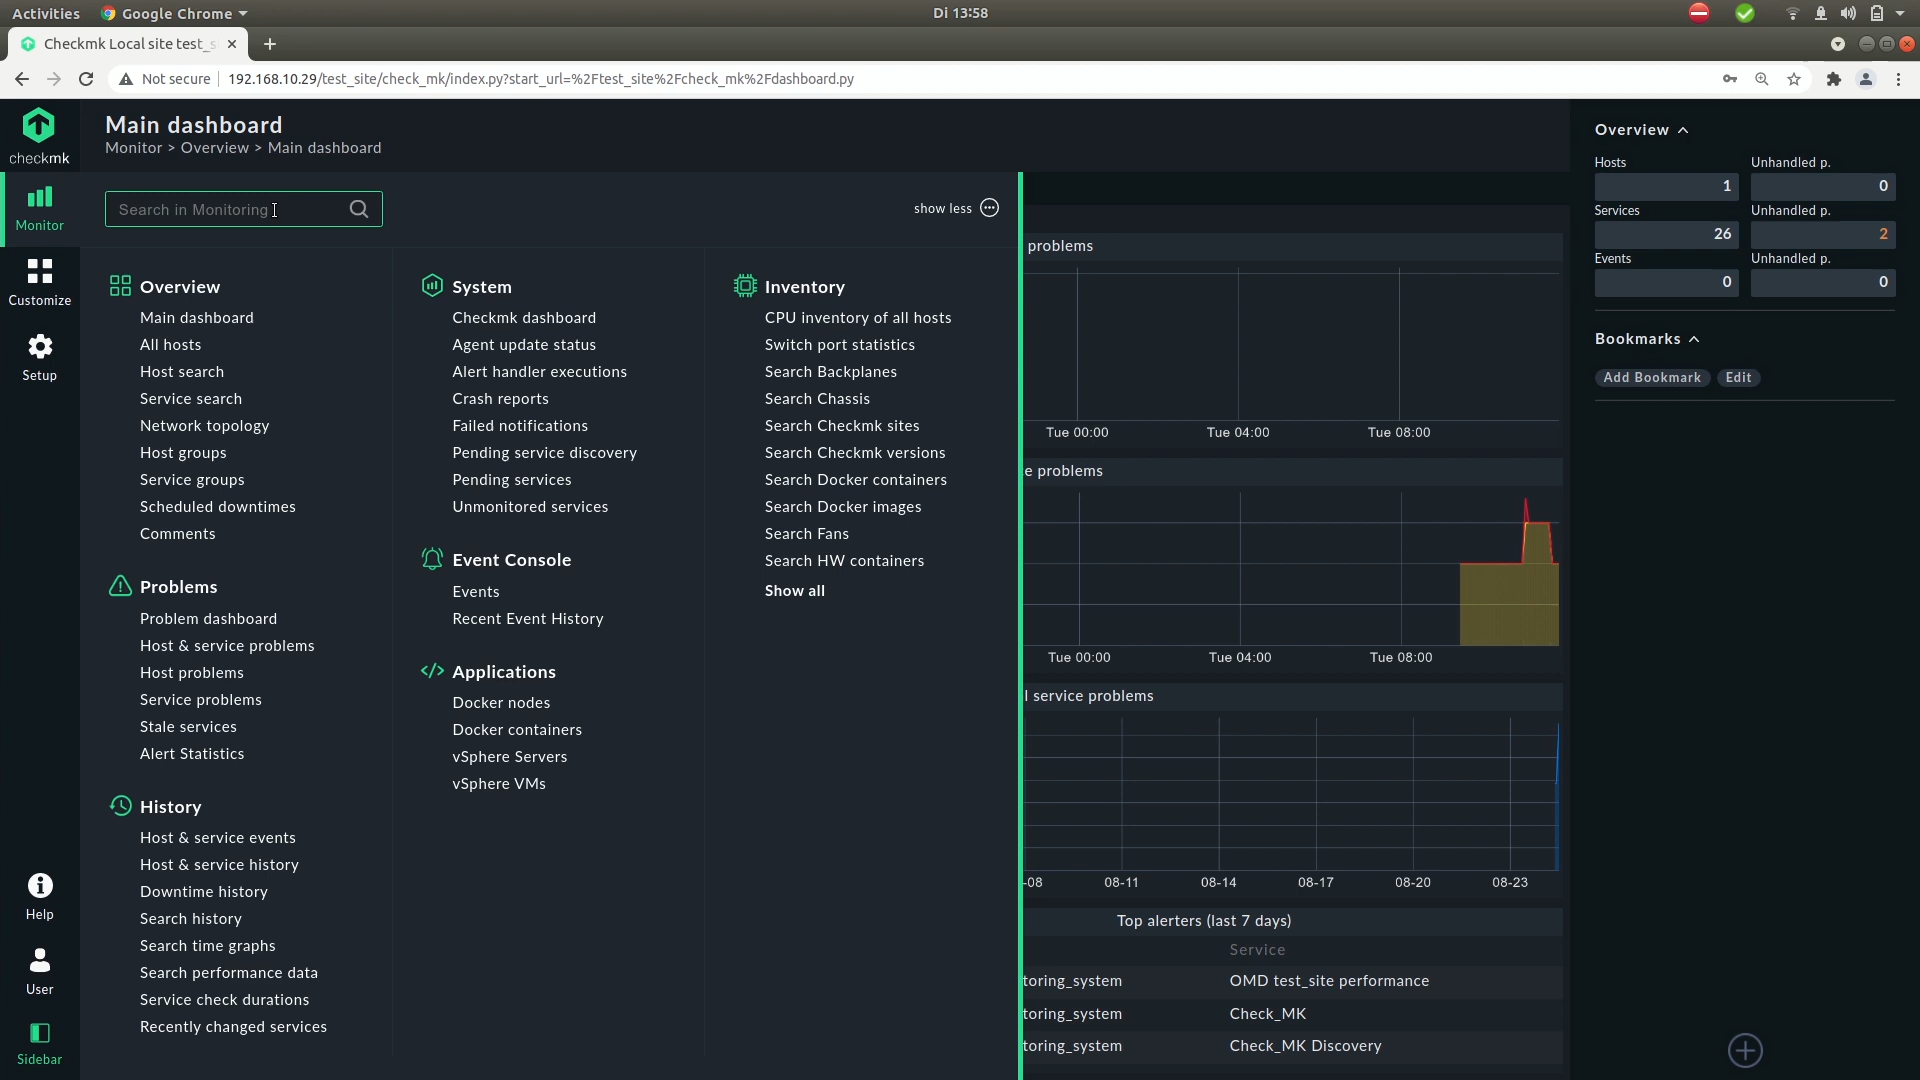 Activities
Google Chrome
Di 13:58
Checkmk Local site test_s
Not secure
192.168.10.29/test_site/check_mk/index.py?start_url=%2Ftest_site%2Fcheck_mk%2Fdashboard.py
checkmk
Main dashboard
Monitor > Overview > Main dashboard
Monitor
Customize
Setup
Help
User
Sidebar
Search in Monitoring
show less
Overview
Main dashboard
All hosts
Host search
Service search
Network topology
Host groups
Service groups
Scheduled downtimes
Comments
Problems
Problem dashboard
Host & service problems
Host problems
Service problems
Stale services
Alert Statistics
History
Host & service events
Host & service history
Downtime history
Search history
Search time graphs
Search performance data
Service check durations
Recently changed services
System
Checkmk dashboard
Agent update status
Alert handler executions
Crash reports
Failed notifications
Pending service discovery
Pending services
Unmonitored services
Event Console
Events
Recent Event History
Applications
Docker nodes
Docker containers
vSphere Servers
vSphere VMs
Inventory
CPU inventory of all hosts
Switch port statistics
Search Backplanes
Search Chassis
Search Checkmk sites
Search Checkmk versions
Search Docker containers
Search Docker images
Search Fans
Search HW containers
Show all
problems
Tue 00:00 Tue 04:00 Tue 08:00
e problems
Tue 00:00 Tue 04:00 Tue 08:00
l service problems
-08 08-11 08-14 08-17 08-20 08-23
Top alerters (last 7 days)
Service
toring_system OMD test_site performance
toring_system Check_MK
toring_system Check_MK Discovery
Overview
Hosts Unhandled p.
1 0
Services Unhandled p.
26 2
Events Unhandled p.
0 0
Bookmarks
Add Bookmark Edit